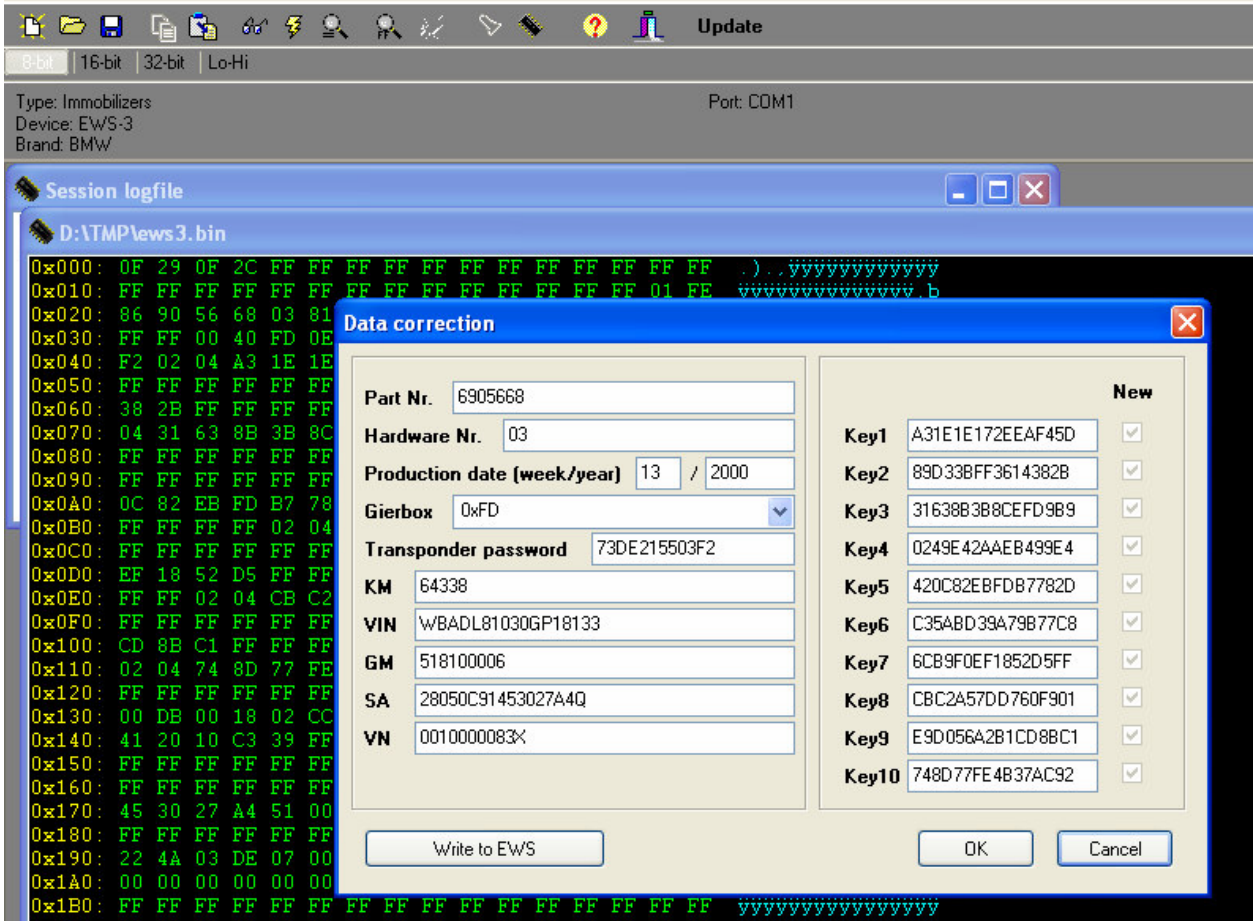 Update
8-bit 16-bit 32-bit Lo-Hi
Type: Immobilizers Port: COM1
Device: EWS-3
Brand: BMW
Session logfile
D:\TMP\ews3.bin
0x000: 0F 29 0F 2C FF FF FF FF FF FF FF FF FF FF FF FF .).,ÿÿÿÿÿÿÿÿÿÿÿÿ
0x010: FF FF FF FF FF FF FF FF FF FF FF FF FF FF 01 FE ÿÿÿÿÿÿÿÿÿÿÿÿÿÿ.þ
0x020: 86 90 56 68 03 81
0x030: FF FF 00 40 FD 0E
0x040: F2 02 04 A3 1E 1E
0x050: FF FF FF FF FF FF
0x060: 38 2B FF FF FF FF
0x070: 04 31 63 8B 3B 8C
0x080: FF FF FF FF FF FF
0x090: FF FF FF FF FF FF
0x0A0: 0C 82 EB FD B7 78
0x0B0: FF FF FF FF 02 04
0x0C0: FF FF FF FF FF FF
0x0D0: EF 18 52 D5 FF FF
0x0E0: FF FF 02 04 CB C2
0x0F0: FF FF FF FF FF FF
0x100: CD 8B C1 FF FF FF
0x110: 02 04 74 8D 77 FE
0x120: FF FF FF FF FF FF
0x130: 00 DB 00 18 02 CC
0x140: 41 20 10 C3 39 FF
0x150: FF FF FF FF FF FF
0x160: FF FF FF FF FF FF
0x170: 45 30 27 A4 51 00
0x180: FF FF FF FF FF FF
0x190: 22 4A 03 DE 07 00
0x1A0: 00 00 00 00 00 00
0x1B0: FF FF FF FF FF FF FF FF FF FF FF FF FF FF FF FF ÿÿÿÿÿÿÿÿÿÿÿÿÿÿÿÿ
Data correction
Part Nr. 6905668
Hardware Nr. 03
Production date (week/year) 13 / 2000
Gierbox 0xFD
Transponder password 73DE215503F2
KM 64338
VIN WBADL81030GP18133
GM 518100006
SA 28050C91453027A4Q
VN 0010000083X
Write to EWS
New
Key1 A31E1E172EEAF45D
Key2 89D33BFF3614382B
Key3 31638B3B8CEFD9B9
Key4 0249E42AAEB499E4
Key5 420C82EBFDB7782D
Key6 C35ABD39A79B77C8
Key7 6CB9F0EF1852D5FF
Key8 CBC2A57DD760F901
Key9 E9D056A2B1CD8BC1
Key10 748D77FE4B37AC92
OK Cancel